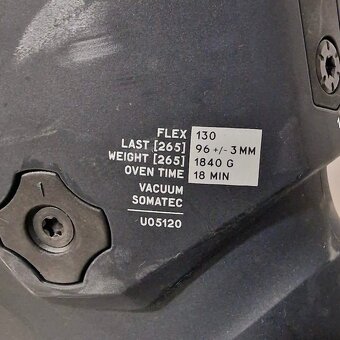 FLEX 130
LAST [265] 96 +/- 3 MM
WEIGHT [265] 1840 G
OVEN TIME 18 MIN
VACUUM
SOMATEC
U05120